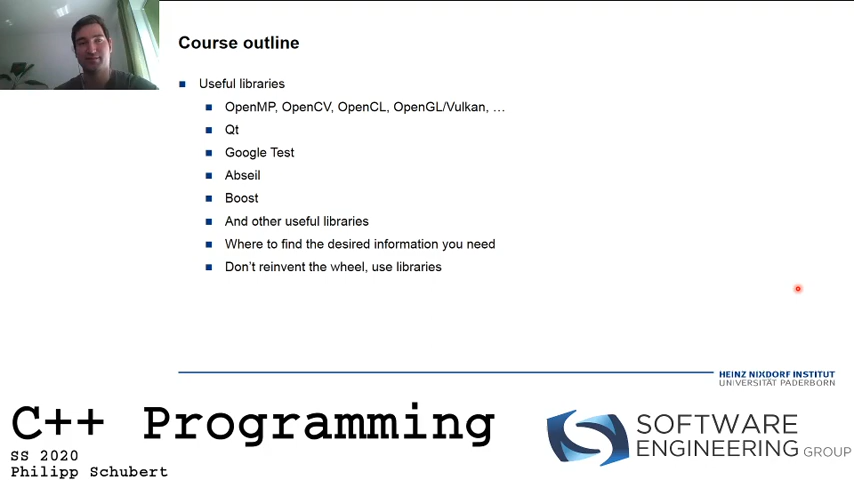 Course outline
Useful libraries
OpenMP, OpenCV, OpenCL, OpenGL/Vulkan, …
Qt
Google Test
Abseil
Boost
And other useful libraries
Where to find the desired information you need
Don't reinvent the wheel, use libraries
HEINZ NIXDORF INSTITUT
UNIVERSITÄT PADERBORN
C++ Programming
SS 2020
Philipp Schubert
SOFTWARE
ENGINEERING GROUP